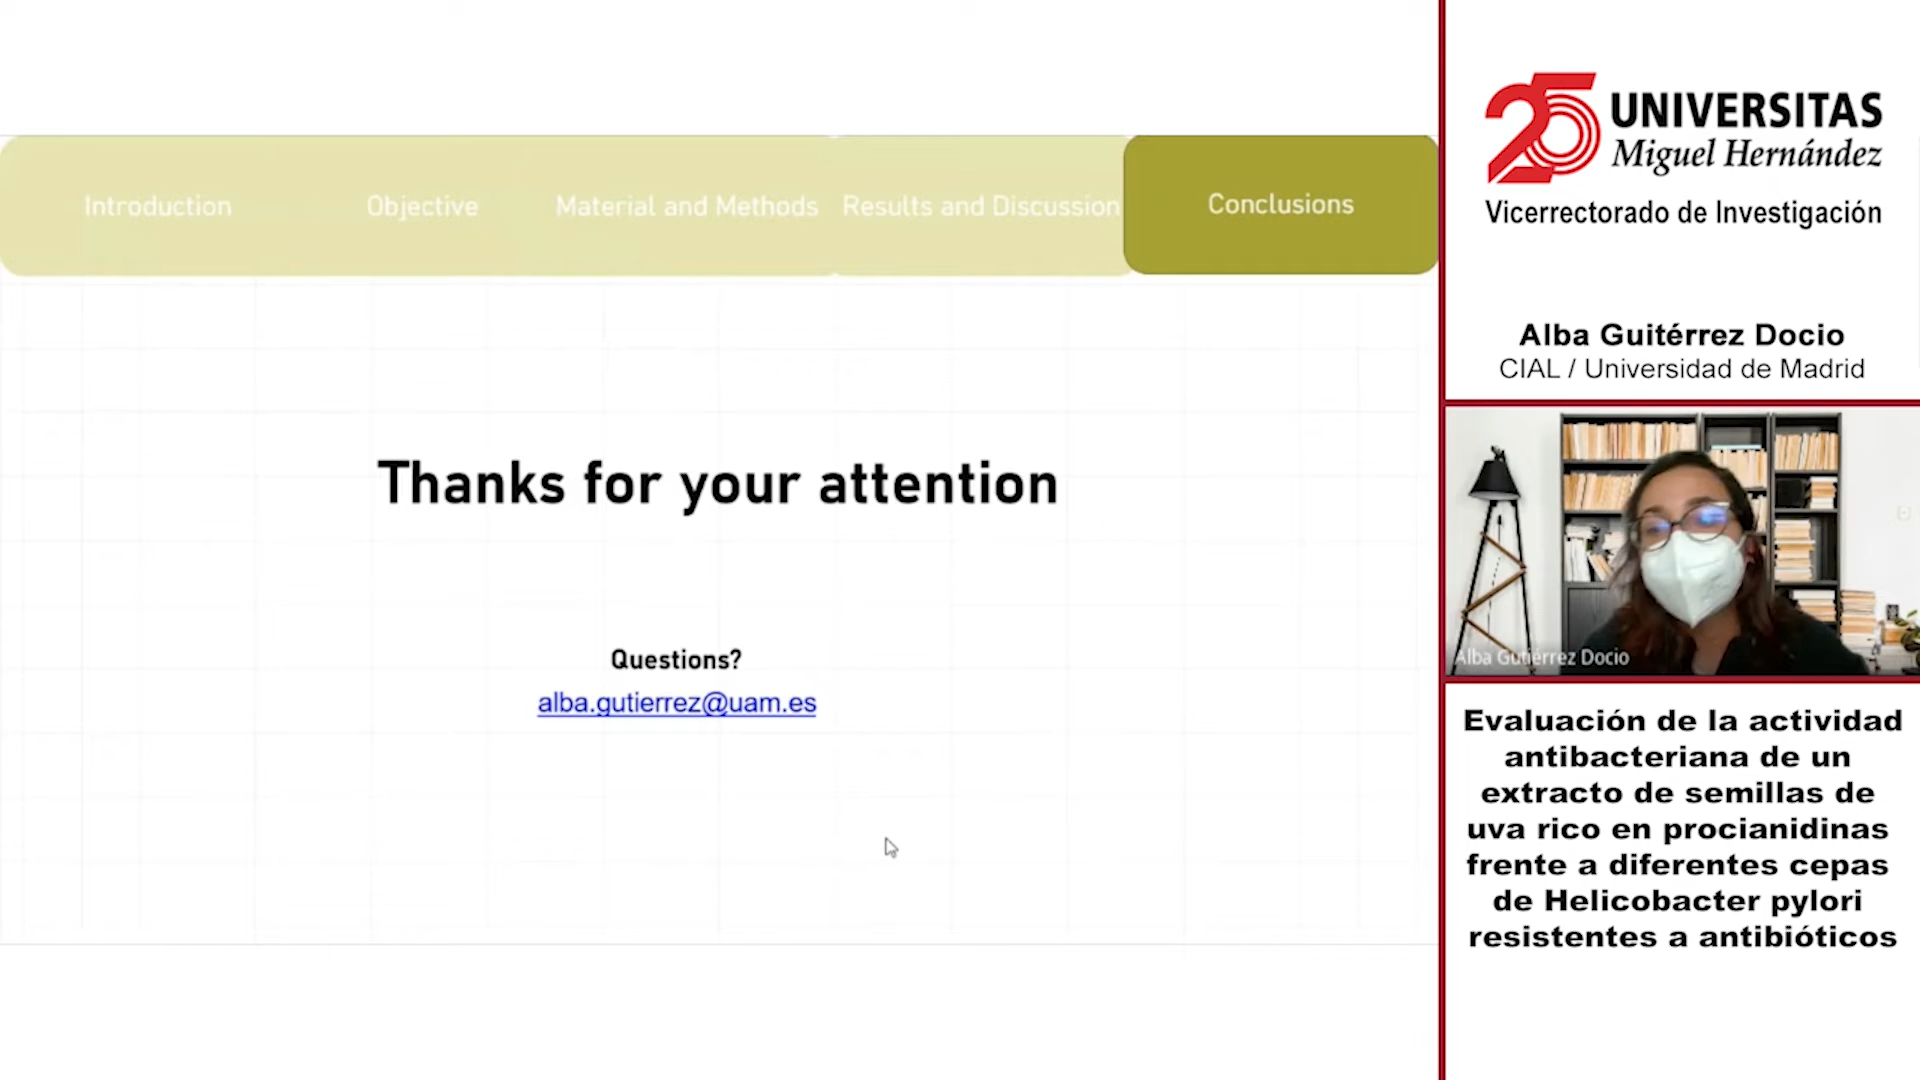 Introduction
Objective
Material and Methods
Results and Discussion
Conclusions
Thanks for your attention
Questions?
alba.gutierrez@uam.es
25 UNIVERSITAS
Miguel Hernández
Vicerrectorado de Investigación
Alba Guitérrez Docio
CIAL / Universidad de Madrid
Alba Gutiérrez Docio
Evaluación de la actividad
antibacteriana de un
extracto de semillas de
uva rico en procianidinas
frente a diferentes cepas
de Helicobacter pylori
resistentes a antibióticos